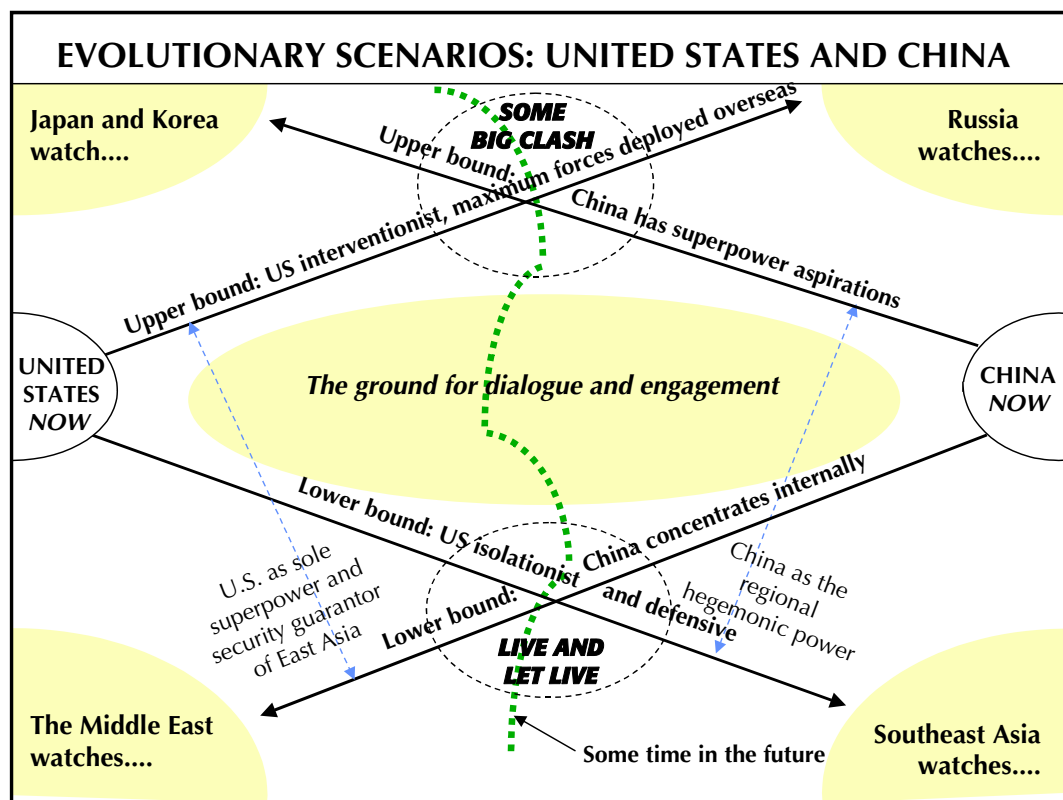 EVOLUTIONARY SCENARIOS: UNITED STATES AND CHINA
Japan and Korea
watch....
SOME
BIG CLASH
Russia
watches....
Upper bound: US interventionist, maximum forces deployed overseas
Upper bound:
China has superpower aspirations
UNITED
STATES
NOW
The ground for dialogue and engagement
CHINA
NOW
Lower bound: US isolationist
and defensive
Lower bound:
China concentrates internally
U.S. as sole
superpower and
security guarantor
of East Asia
China as the
regional
hegemonic power
LIVE AND
LET LIVE
The Middle East
watches....
Some time in the future
Southeast Asia
watches....